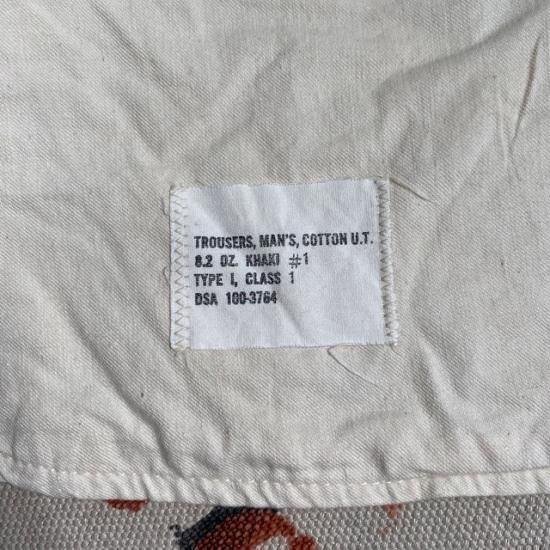 TROUSERS, MAN'S, COTTON U.T.
8.2 OZ. KHAKI #1
TYPE I, CLASS 1
DSA 100-3764